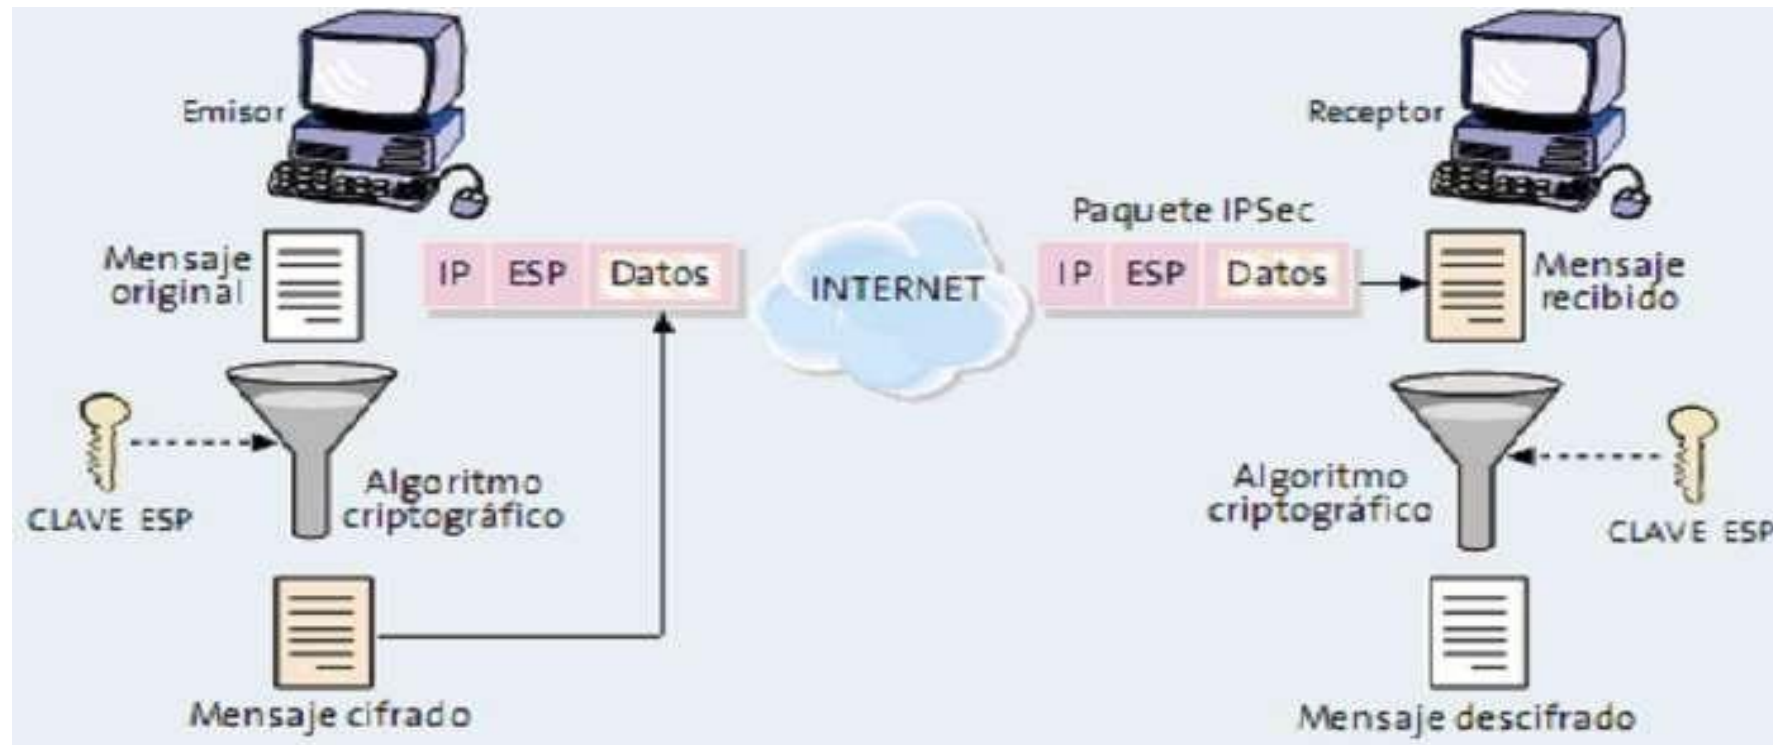 Emisor
Mensaje
original
CLAVE ESP
Algoritmo
criptográfico
Mensaje cifrado
IP ESP Datos
INTERNET
Paquete IPSec
IP ESP Datos
Receptor
Mensaje
recibido
Algoritmo
criptográfico
CLAVE ESP
Mensaje descifrado